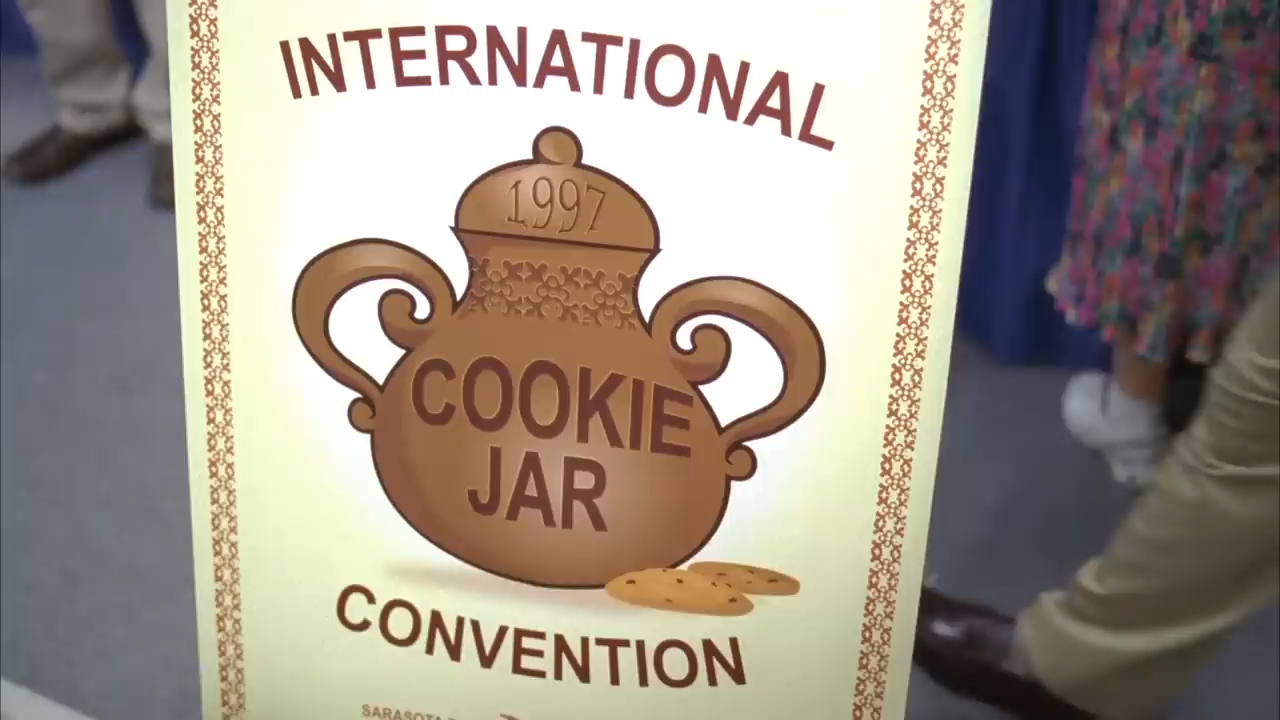 INTERNATIONAL
1997
COOKIE
JAR
CONVENTION
SARASOTA